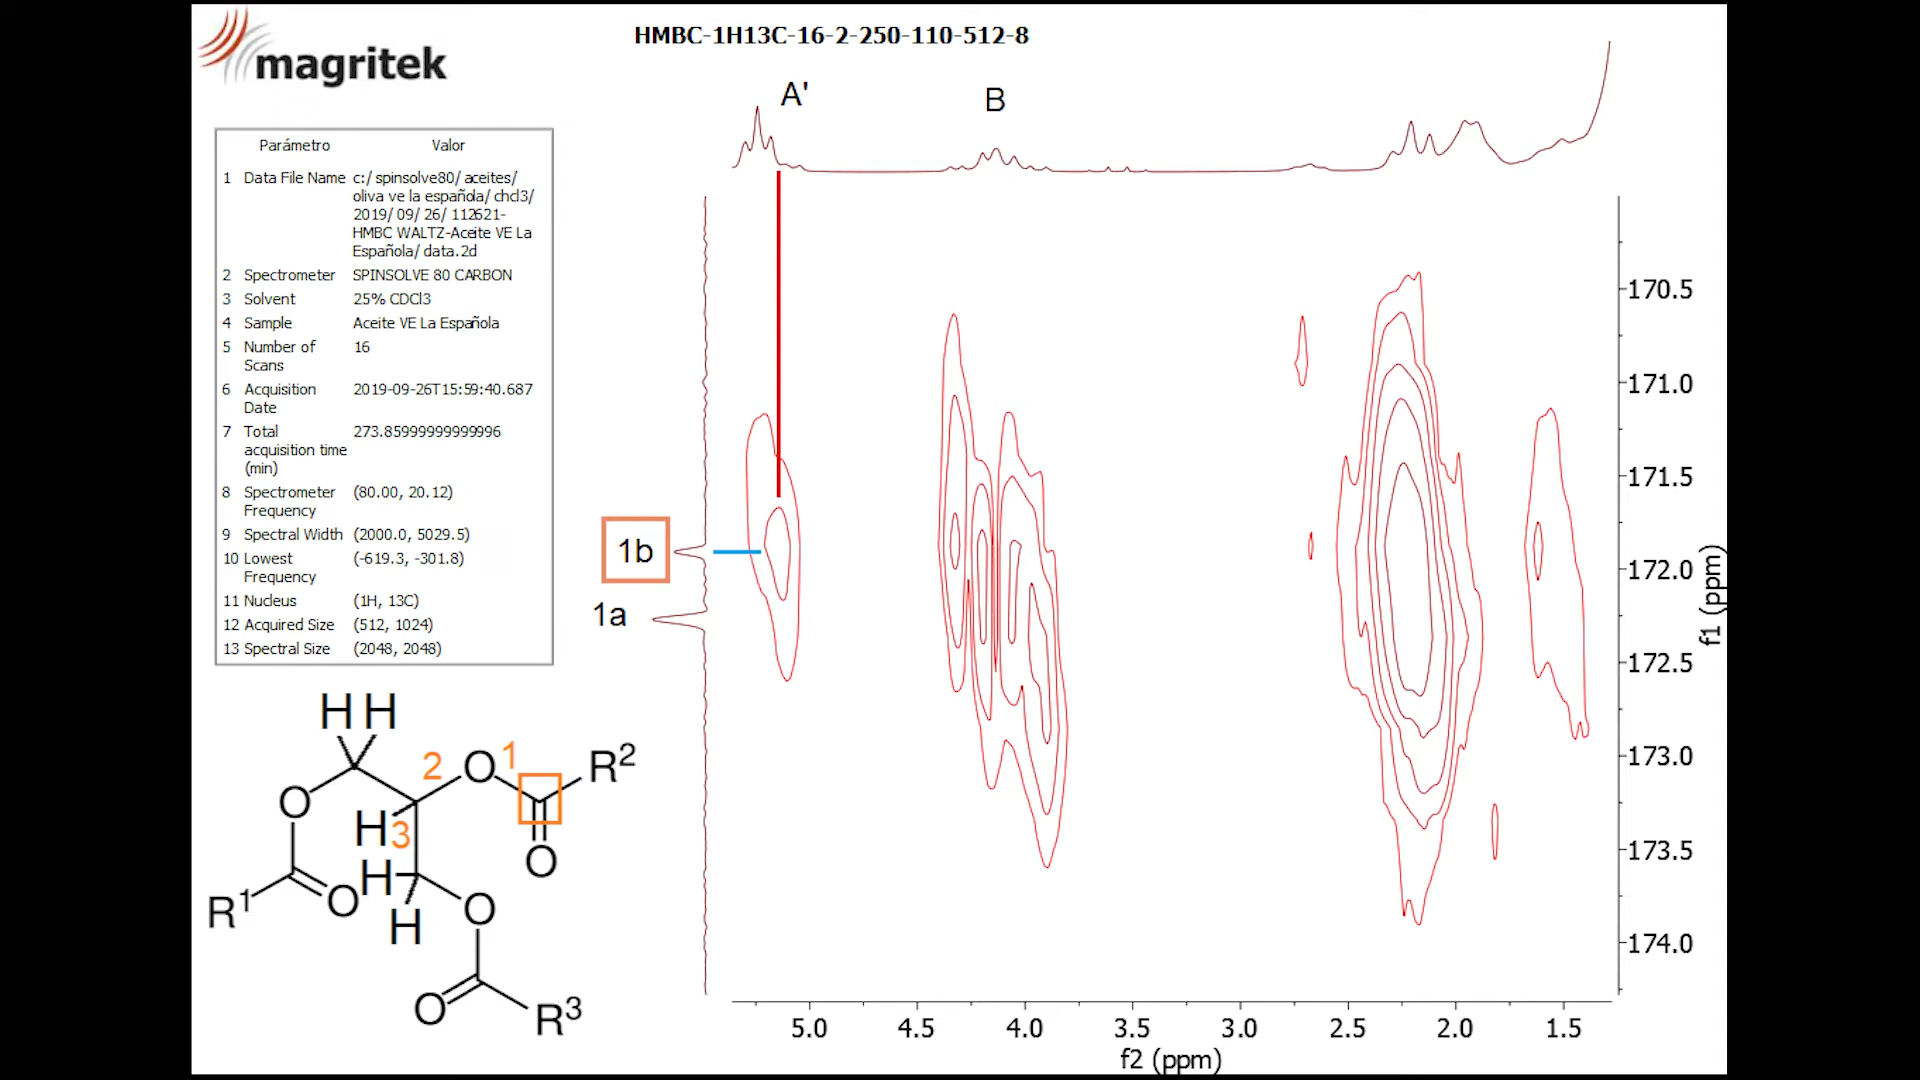 magritek
HMBC-1H13C-16-2-250-110-512-8
A'
B
Parámetro Valor
1 Data File Name c:/ spinsolve80/ aceites/
oliva ve la española/ chcl3/
2019/ 09/ 26/ 112621-
HMBC WALTZ-Aceite VE La
Española/ data.2d
2 Spectrometer SPINSOLVE 80 CARBON
3 Solvent 25% CDCl3
4 Sample Aceite VE La Española
5 Number of 16
Scans
6 Acquisition 2019-09-26T15:59:40.687
Date
7 Total 273.85999999999996
acquisition time
(min)
8 Spectrometer (80.00, 20.12)
Frequency
9 Spectral Width (2000.0, 5029.5)
10 Lowest (-619.3, -301.8)
Frequency
11 Nucleus (1H, 13C)
12 Acquired Size (512, 1024)
13 Spectral Size (2048, 2048)
1b
1a
170.5
171.0
171.5
172.0
172.5
173.0
173.5
174.0
f1 (ppm)
5.0 4.5 4.0 3.5 3.0 2.5 2.0 1.5
f2 (ppm)
H H
2 O 1 R²
O H 3
O
H
R¹ O H O
O R³